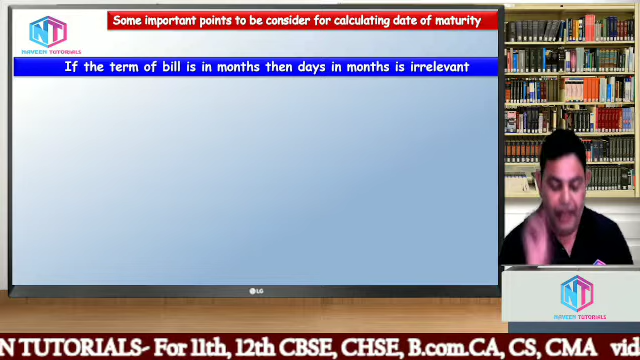 Some important points to be consider for calculating date of maturity
NT
NAVEEN TUTORIALS
If the term of bill is in months then days in months is irrelevant
LG
NT
NAVEEN TUTORIALS
N TUTORIALS- For 11th, 12th CBSE, CHSE, B.com.CA, CS, CMA vid